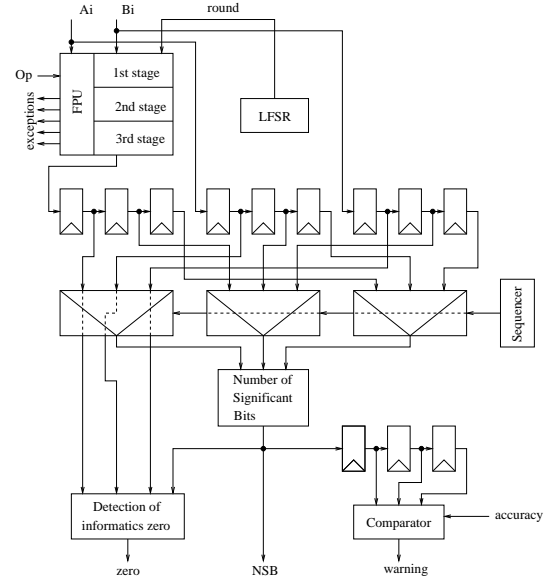 Ai
Bi
round
Op
FPU
1st stage
2nd stage
3rd stage
exceptions
LFSR
Sequencer
Number of
Significant
Bits
Detection of
informatics zero
Comparator
accuracy
zero
NSB
warning